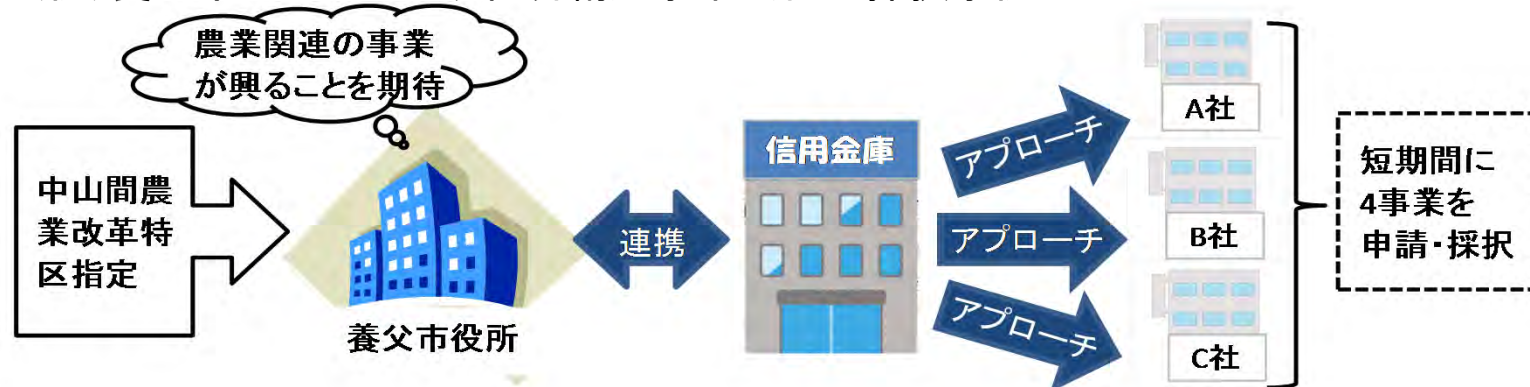 農業関連の事業
が興ることを期待
中山間農
業改革特
区指定
養父市役所
連携
信用金庫
アプローチ
アプローチ
アプローチ
A社
B社
C社
短期間に
4事業を
申請・採択